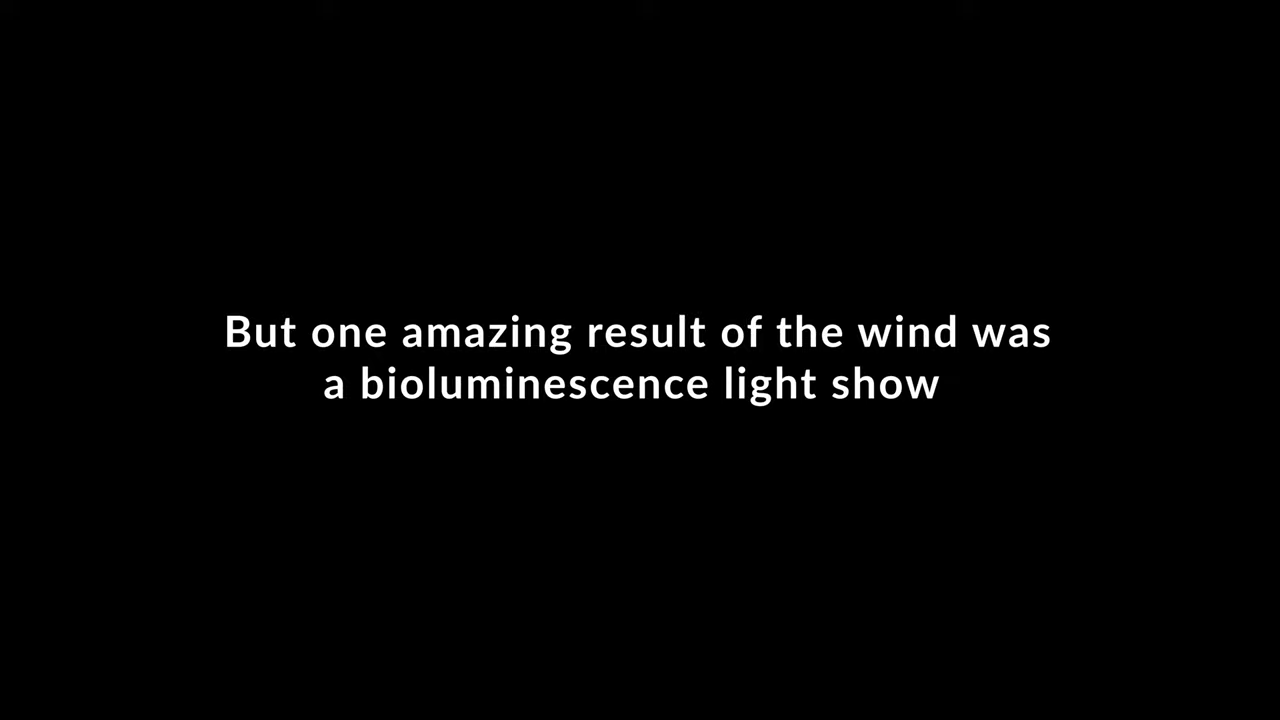 But one amazing result of the wind was
a bioluminescence light show